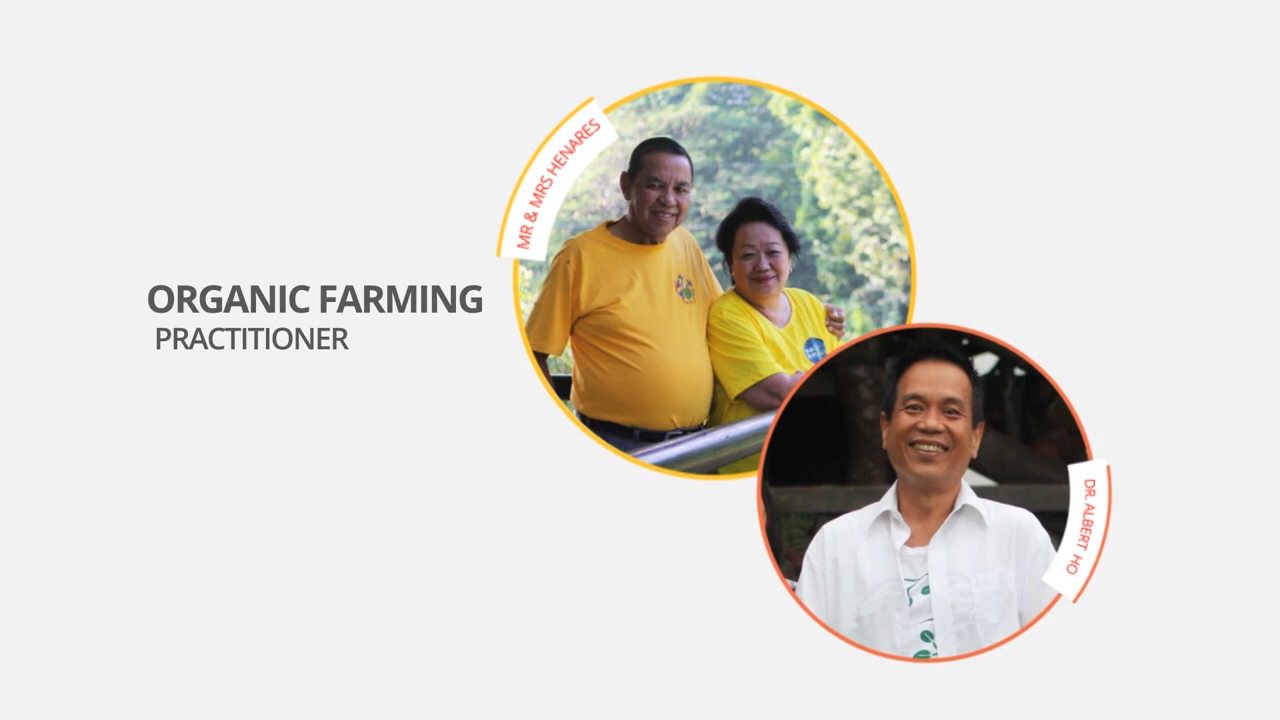 MR & MRS HENARES
ORGANIC FARMING
PRACTITIONER
DR. ALBERT HO